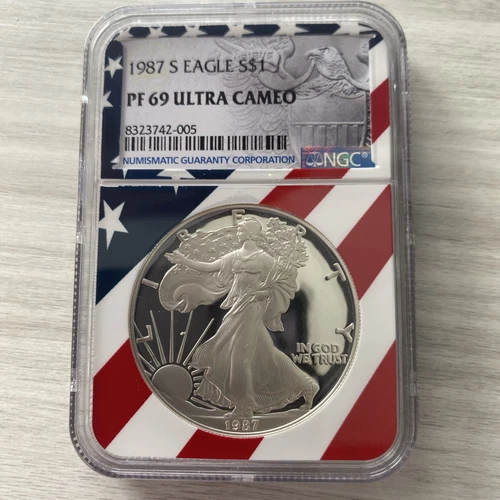 1987 S EAGLE S$1
PF 69 ULTRA CAMEO
8323742-005
NUMISMATIC GUARANTY CORPORATION
NGC®
LIBERTY
IN GOD
WE TRUST
1987